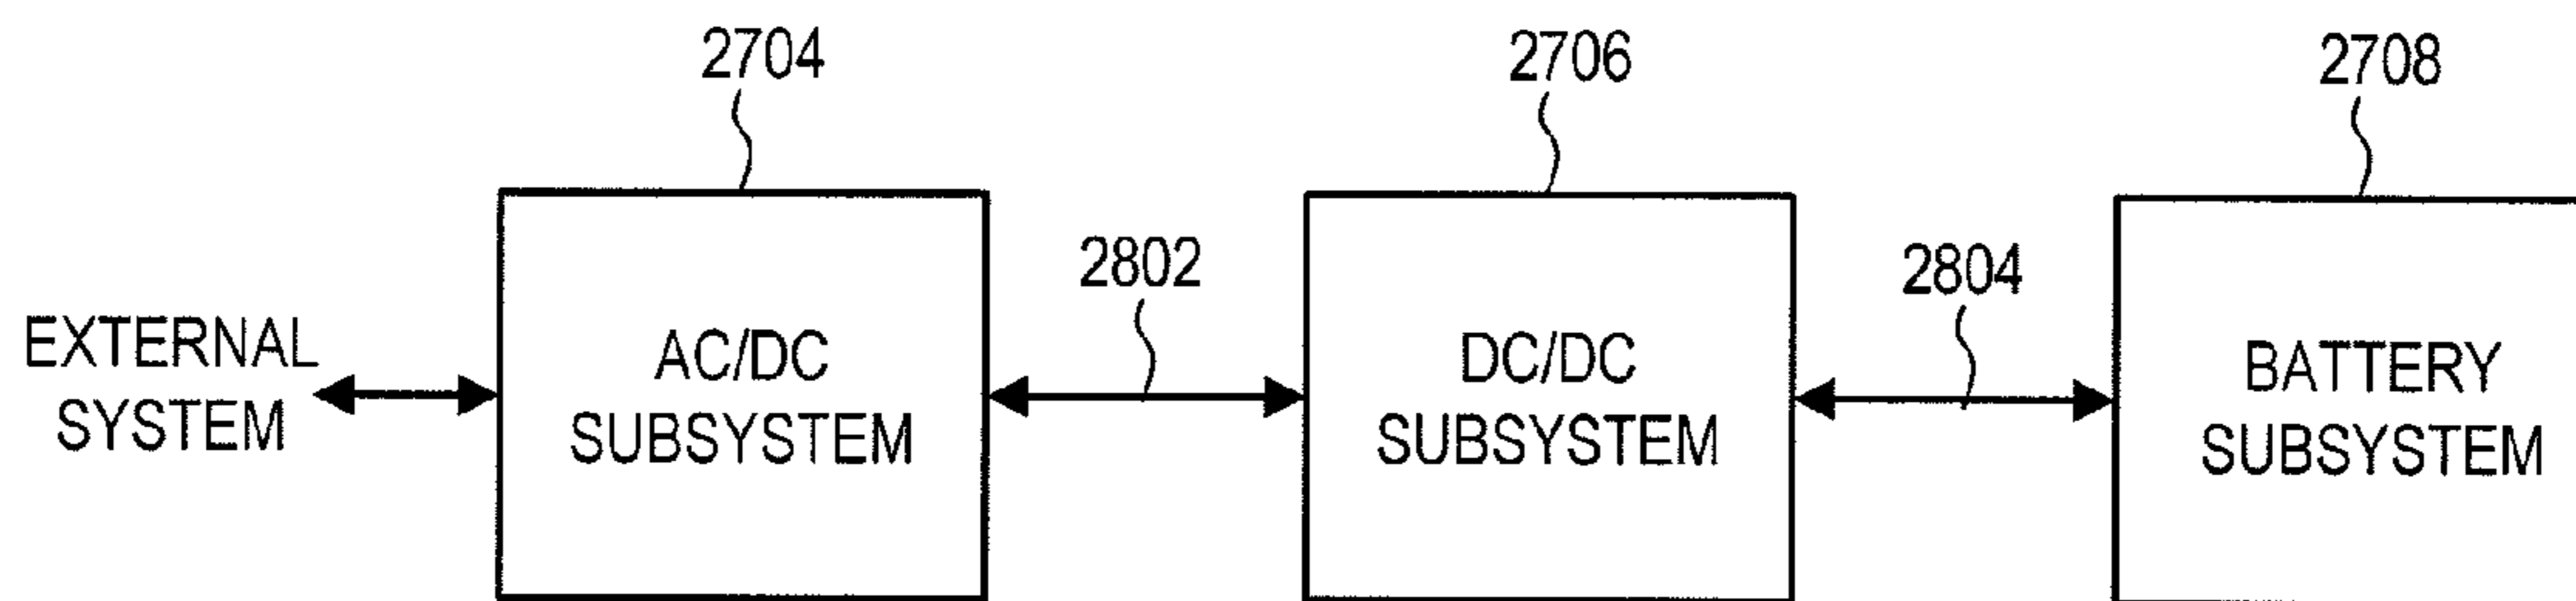 2704
2706
2708
2802
2804
EXTERNAL
SYSTEM
AC/DC
SUBSYSTEM
DC/DC
SUBSYSTEM
BATTERY
SUBSYSTEM